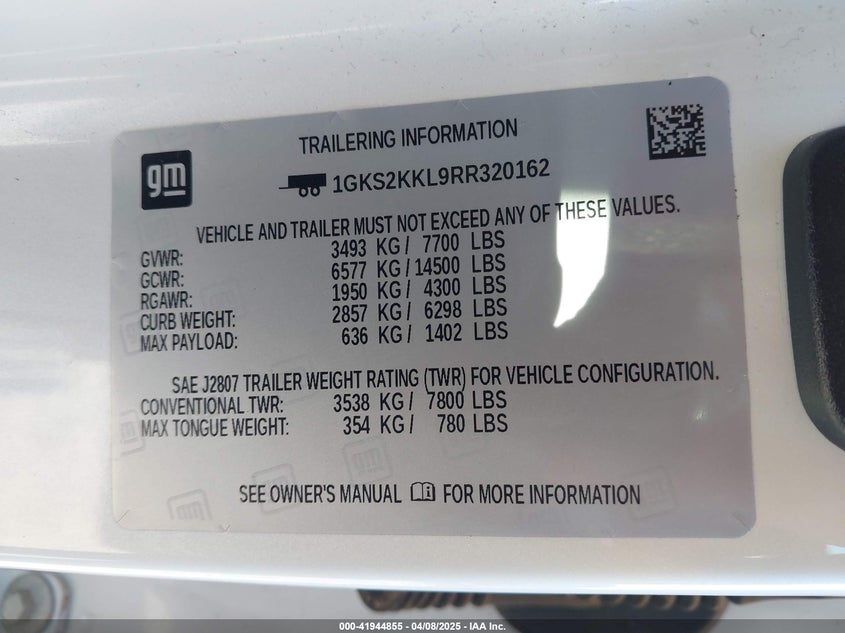 gm
TRAILERING INFORMATION
1GKS2KKL9RR320162
VEHICLE AND TRAILER MUST NOT EXCEED ANY OF THESE VALUES.
GVWR: 3493 KG / 7700 LBS
GCWR: 6577 KG / 14500 LBS
RGAWR: 1950 KG / 4300 LBS
CURB WEIGHT: 2857 KG / 6298 LBS
MAX PAYLOAD: 636 KG / 1402 LBS
SAE J2807 TRAILER WEIGHT RATING (TWR) FOR VEHICLE CONFIGURATION.
CONVENTIONAL TWR: 3538 KG / 7800 LBS
MAX TONGUE WEIGHT: 354 KG / 780 LBS
SEE OWNER'S MANUAL FOR MORE INFORMATION
000-41944855 - 04/08/2025 - IAA Inc.